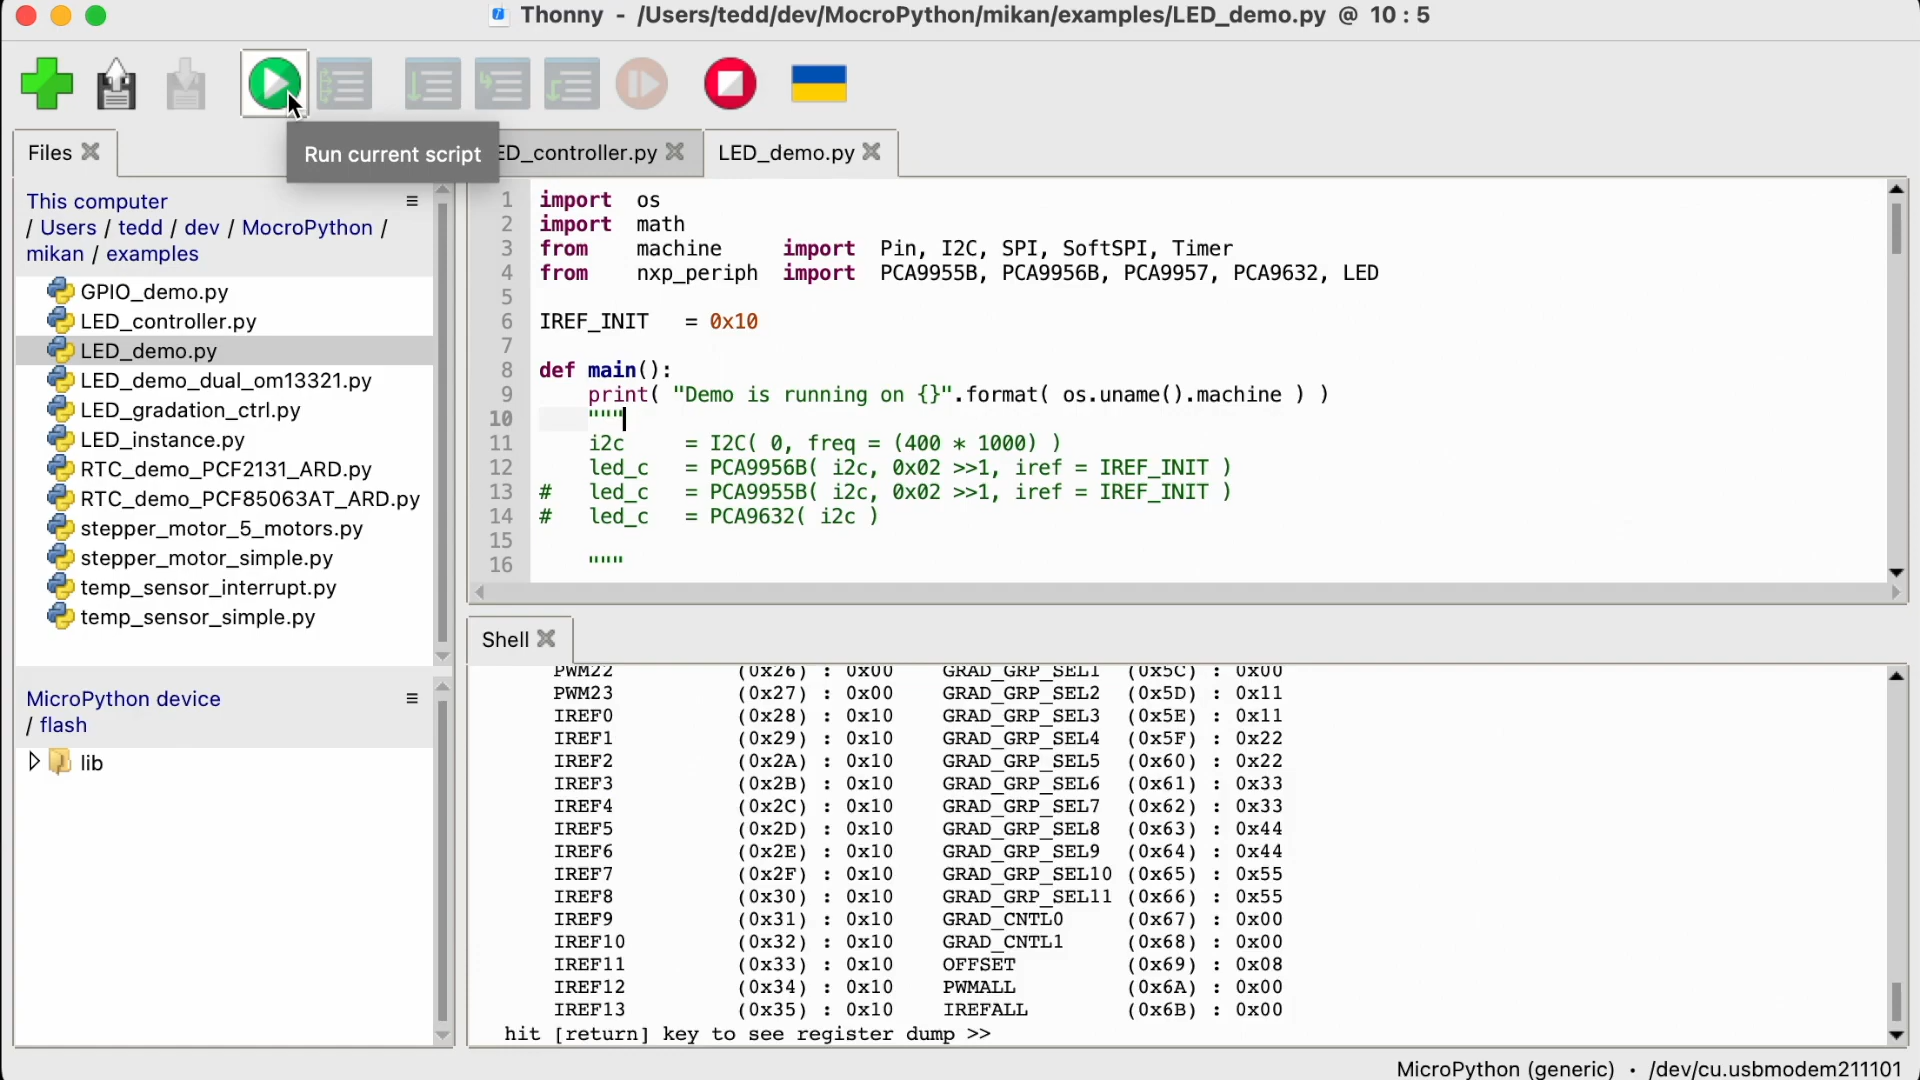 Thonny - /Users/tedd/dev/MocroPython/mikan/examples/LED_demo.py @ 10 : 5
Files
Run current script
ED_controller.py
LED_demo.py
This computer
/ Users / tedd / dev / MocroPython /
mikan / examples
GPIO_demo.py
LED_controller.py
LED_demo.py
LED_demo_dual_om13321.py
LED_gradation_ctrl.py
LED_instance.py
RTC_demo_PCF2131_ARD.py
RTC_demo_PCF85063AT_ARD.py
stepper_motor_5_motors.py
stepper_motor_simple.py
temp_sensor_interrupt.py
temp_sensor_simple.py
MicroPython device
/ flash
lib
1 import os
2 import math
3 from machine import Pin, I2C, SPI, SoftSPI, Timer
4 from nxp_periph import PCA9955B, PCA9956B, PCA9957, PCA9632, LED
5
6 IREF_INIT = 0x10
7
8 def main():
9 print( "Demo is running on {}".format( os.uname().machine ) )
10 """
11 i2c = I2C( 0, freq = (400 * 1000) )
12 led_c = PCA9956B( i2c, 0x02 >>1, iref = IREF_INIT )
13 # led_c = PCA9955B( i2c, 0x02 >>1, iref = IREF_INIT )
14 # led_c = PCA9632( i2c )
15
16 """
Shell
PWM22 (0x26) : 0x00 GRAD_GRP_SEL1 (0x5C) : 0x00
PWM23 (0x27) : 0x00 GRAD_GRP_SEL2 (0x5D) : 0x11
IREF0 (0x28) : 0x10 GRAD_GRP_SEL3 (0x5E) : 0x11
IREF1 (0x29) : 0x10 GRAD_GRP_SEL4 (0x5F) : 0x22
IREF2 (0x2A) : 0x10 GRAD_GRP_SEL5 (0x60) : 0x22
IREF3 (0x2B) : 0x10 GRAD_GRP_SEL6 (0x61) : 0x33
IREF4 (0x2C) : 0x10 GRAD_GRP_SEL7 (0x62) : 0x33
IREF5 (0x2D) : 0x10 GRAD_GRP_SEL8 (0x63) : 0x44
IREF6 (0x2E) : 0x10 GRAD_GRP_SEL9 (0x64) : 0x44
IREF7 (0x2F) : 0x10 GRAD_GRP_SEL10 (0x65) : 0x55
IREF8 (0x30) : 0x10 GRAD_GRP_SEL11 (0x66) : 0x55
IREF9 (0x31) : 0x10 GRAD_CNTL0 (0x67) : 0x00
IREF10 (0x32) : 0x10 GRAD_CNTL1 (0x68) : 0x00
IREF11 (0x33) : 0x10 OFFSET (0x69) : 0x08
IREF12 (0x34) : 0x10 PWMALL (0x6A) : 0x00
IREF13 (0x35) : 0x10 IREFALL (0x6B) : 0x00
hit [return] key to see register dump >>
MicroPython (generic) • /dev/cu.usbmodem211101